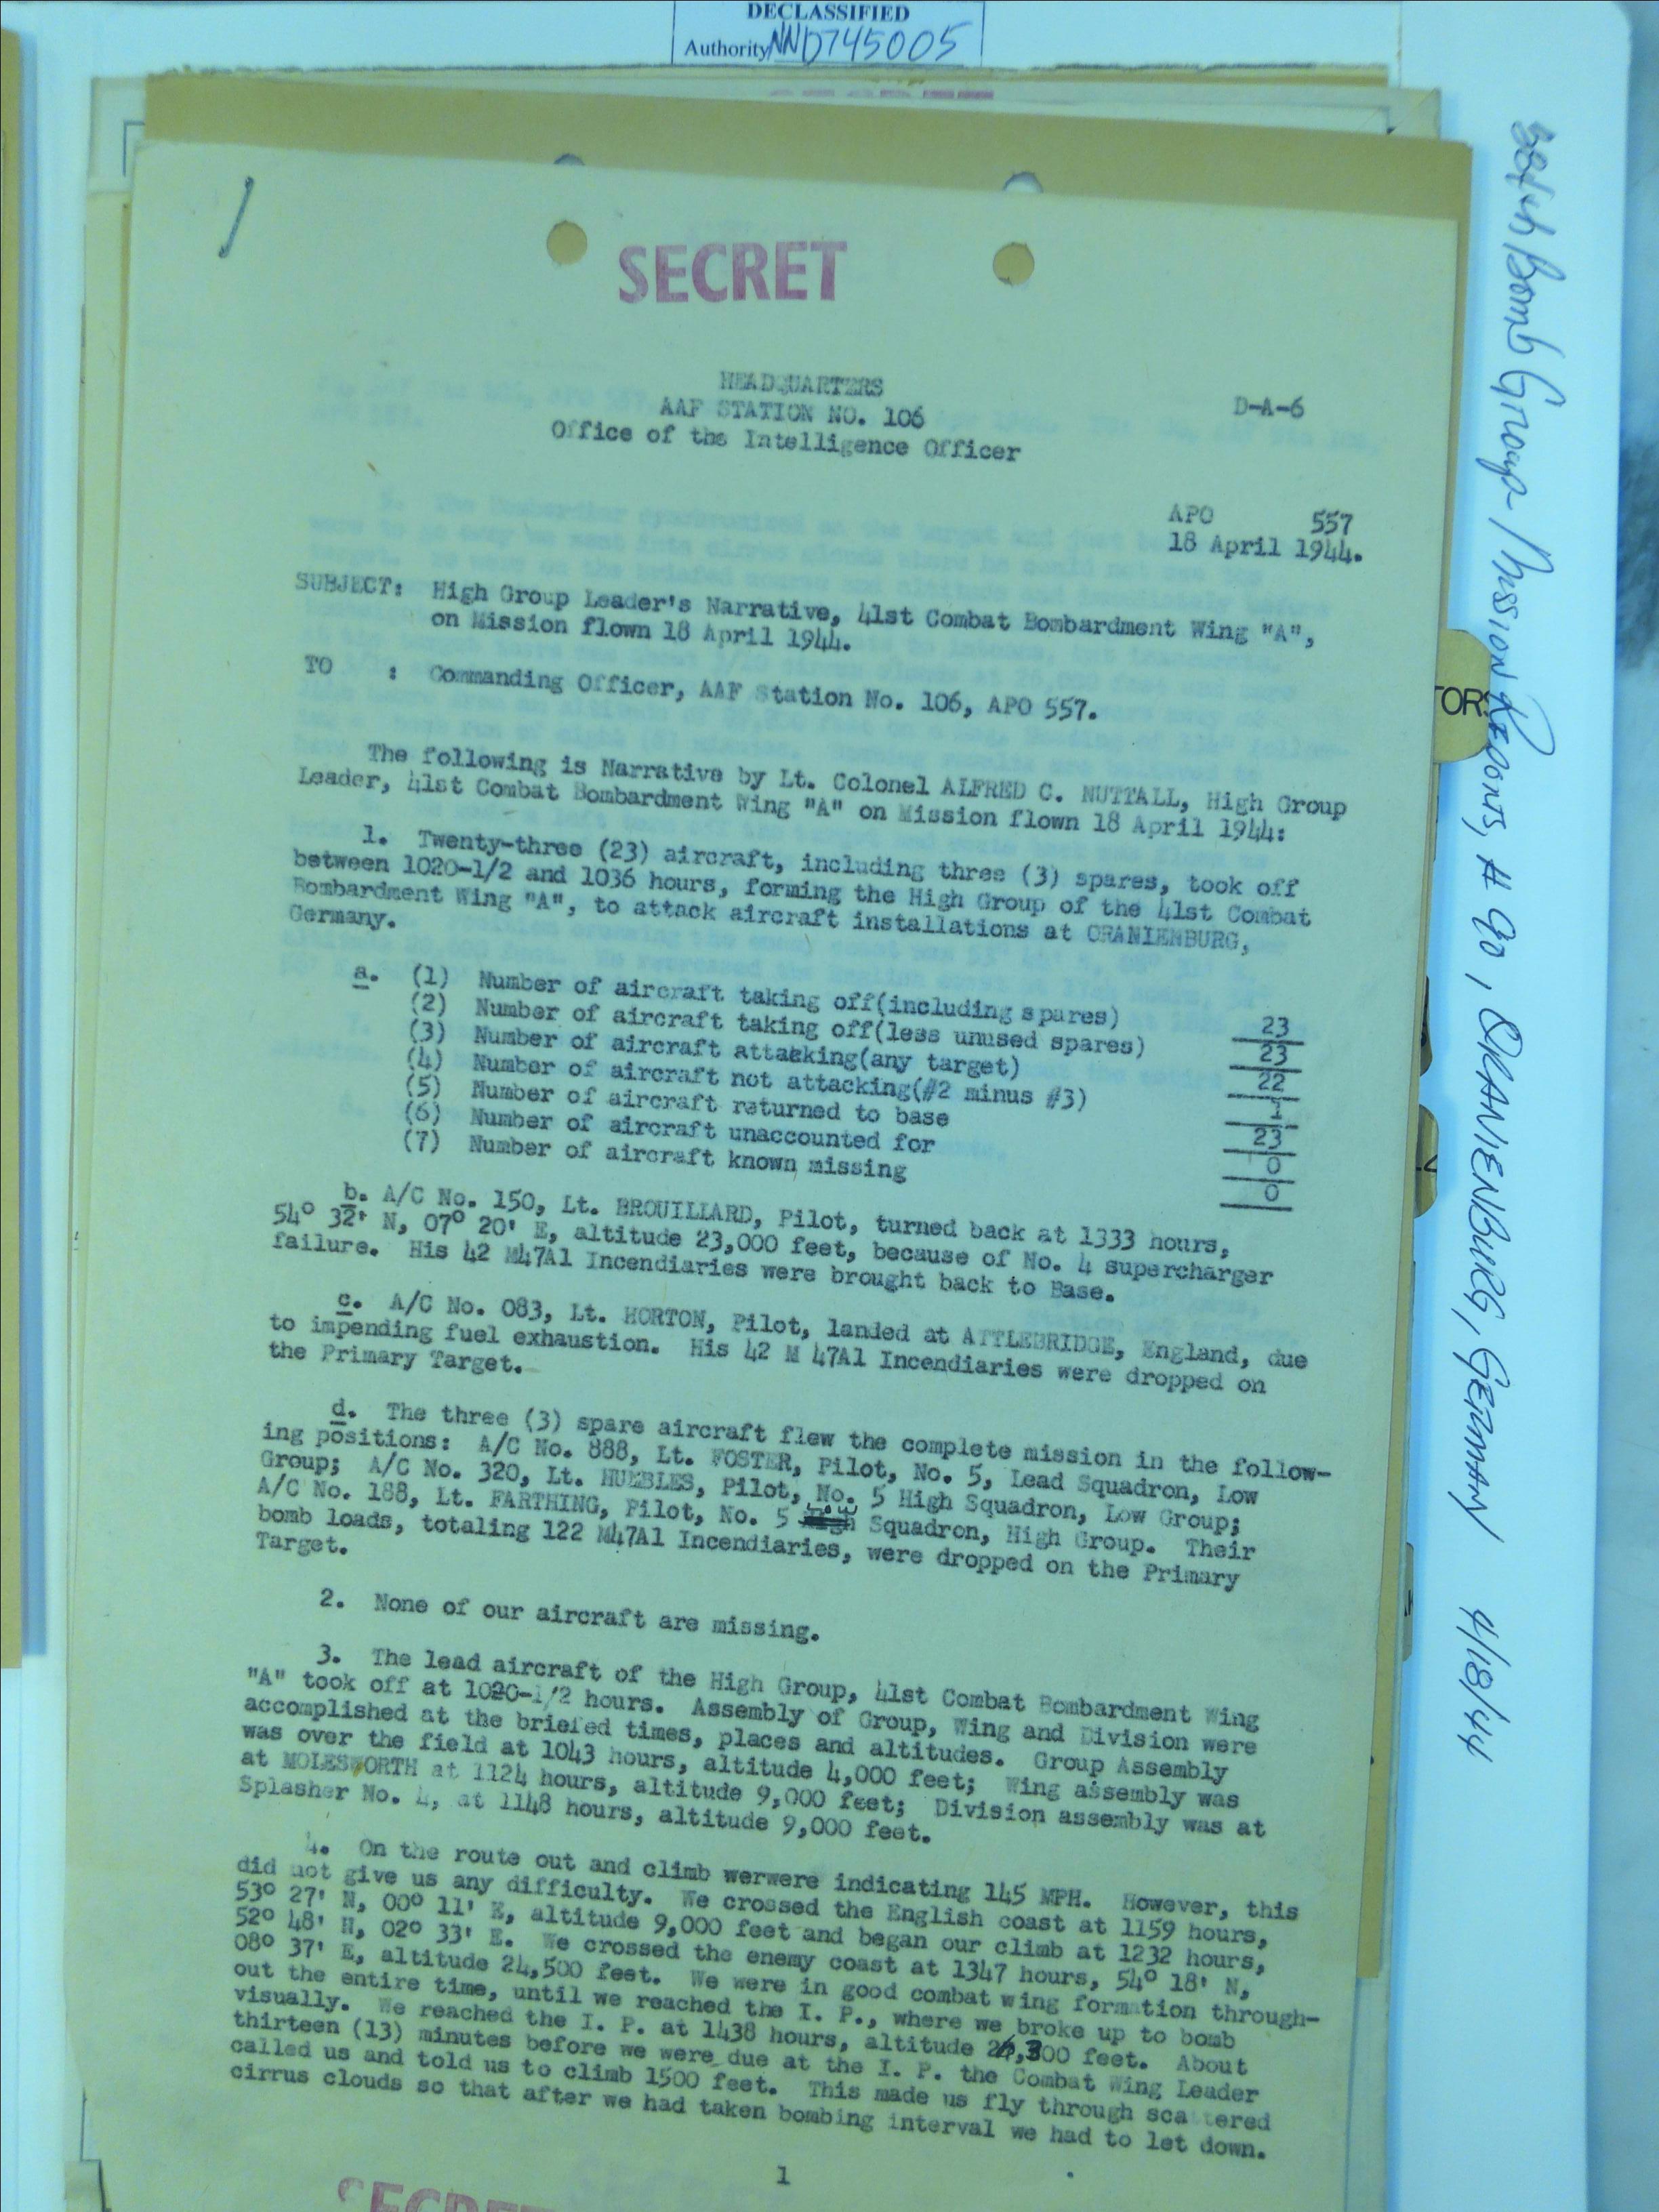 DECLASSIFIED
Authority NND745005
SECRET
HEADQUARTERS
AAF STATION NO. 106
Office of the Intelligence Officer
D-A-6
APO 557
18 April 1944.
SUBJECT: High Group Leader's Narrative, 41st Combat Bombardment Wing "A",
on Mission flown 18 April 1944.
TO : Commanding Officer, AAF Station No. 106, APO 557.
The following is Narrative by Lt. Colonel ALFRED C. NUTTALL, High Group
Leader, 41st Combat Bombardment Wing "A" on Mission flown 18 April 1944:
1. Twenty-three (23) aircraft, including three (3) spares, took off
between 1020-1/2 and 1036 hours, forming the High Group of the 41st Combat
Bombardment Wing "A", to attack aircraft installations at ORANIENBURG,
Germany.
a. (1) Number of aircraft taking off(including spares) 23
(2) Number of aircraft taking off(less unused spares) 23
(3) Number of aircraft attacking(any target) 22
(4) Number of aircraft not attacking(#2 minus #3) 1
(5) Number of aircraft returned to base 23
(6) Number of aircraft unaccounted for 0
(7) Number of aircraft known missing 0
b. A/C No. 150, Lt. BROUILLARD, Pilot, turned back at 1333 hours,
54° 32' N, 07° 20' E, altitude 23,000 feet, because of No. 4 supercharger
failure. His 42 M47A1 Incendiaries were brought back to Base.
c. A/C No. 083, Lt. HORTON, Pilot, landed at ATTLEBRIDGE, England, due
to impending fuel exhaustion. His 42 M 47A1 Incendiaries were dropped on
the Primary Target.
d. The three (3) spare aircraft flew the complete mission in the follow-
ing positions: A/C No. 888, Lt. FOSTER, Pilot, No. 5, Lead Squadron, Low
Group; A/C No. 320, Lt. HUEBLES, Pilot, No. 5 High Squadron, Low Group;
A/C No. 188, Lt. FARTHING, Pilot, No. 5 Squadron, High Group. Their
bomb loads, totaling 122 M47A1 Incendiaries, were dropped on the Primary
Target.
2. None of our aircraft are missing.
3. The lead aircraft of the High Group, 41st Combat Bombardment Wing
"A" took off at 1020-1/2 hours. Assembly of Group, Wing and Division were
accomplished at the briefed times, places and altitudes. Group Assembly
was over the field at 1043 hours, altitude 4,000 feet; Wing assembly was
at MOLESWORTH at 1124 hours, altitude 9,000 feet; Division assembly was at
Splasher No. 4, at 1148 hours, altitude 9,000 feet.
4. On the route out and climb werwere indicating 145 MPH. However, this
did not give us any difficulty. We crossed the English coast at 1159 hours,
53° 27' N, 00° 11' E, altitude 9,000 feet and began our climb at 1232 hours,
52° 48' N, 02° 33' E. We crossed the enemy coast at 1347 hours, 54° 18' N,
08° 37' E, altitude 24,500 feet. We were in good combat wing formation through-
out the entire time, until we reached the I. P., where we broke up to bomb
visually. We reached the I. P. at 1438 hours, altitude 26,300 feet. About
thirteen (13) minutes before we were due at the I. P. the Combat Wing Leader
called us and told us to climb 1500 feet. This made us fly through scattered
cirrus clouds so that after we had taken bombing interval we had to let down.
1
SECRET
Bomb Group - Mission Reports, # 90, ORANIENBURG, GERMANY 4/18/44
TORS